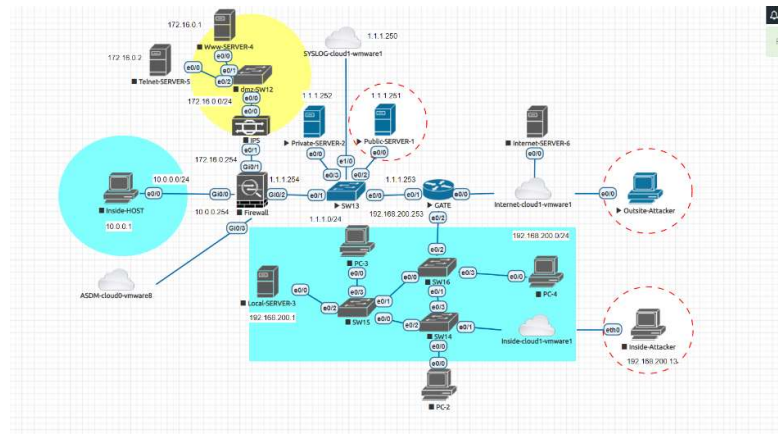 172.16.0.1
1.1.1.250
Www-SERVER-4
SYSLOG-cloud1-vmware1
172.16.0.2
e0/0
e0/0
e0/1
Telnet-SERVER-5
e0/2
dmz-SW12
172.16.0.0/24
e0/0
1.1.1.252
1.1.1.251
e0/0
IPS
Private-SERVER-2
Public-SERVER-1
Internet-SERVER-6
e0/1
e0/0
e0/0
e0/0
172.16.0.254
e1/0
e0/3
e0/2
10.0.0.0/24
Gi0/1
1.1.1.254
1.1.1.253
e0/0
Gi0/0
Gi0/2
e0/1
e0/0
e0/1
e0/0
e0/0
Inside-HOST
10.0.0.254
Firewall
SW13
GATE
Internet-cloud1-vmware1
Outsite-Attacker
10.0.0.1
1.1.1.0/24
192.168.200.253
e0/2
Gi0/3
192.168.200.0/24
PC-3
e0/2
ASDM-cloud0-vmware8
e0/0
e0/0
e0/0
SW16
e0/3
e0/0
PC-4
Local-SERVER-3
e0/3
e0/1
e0/1
e0/2
e0/3
192.168.200.1
SW15
e0/2
e0/1
eth0
SW14
Inside-cloud1-vmware1
Inside-Attacker
e0/0
e0/0
192.168.200.13
PC-2